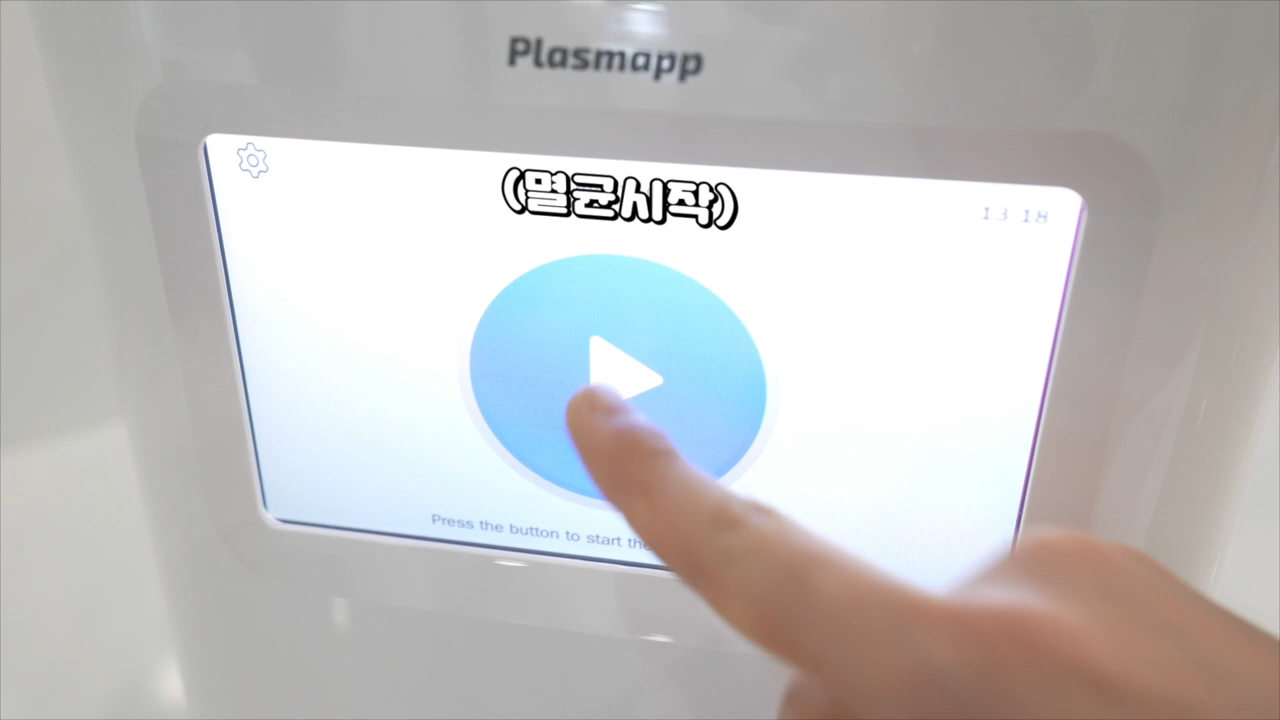 Plasmapp
(멸균시작)
13 18
Press the button to start the